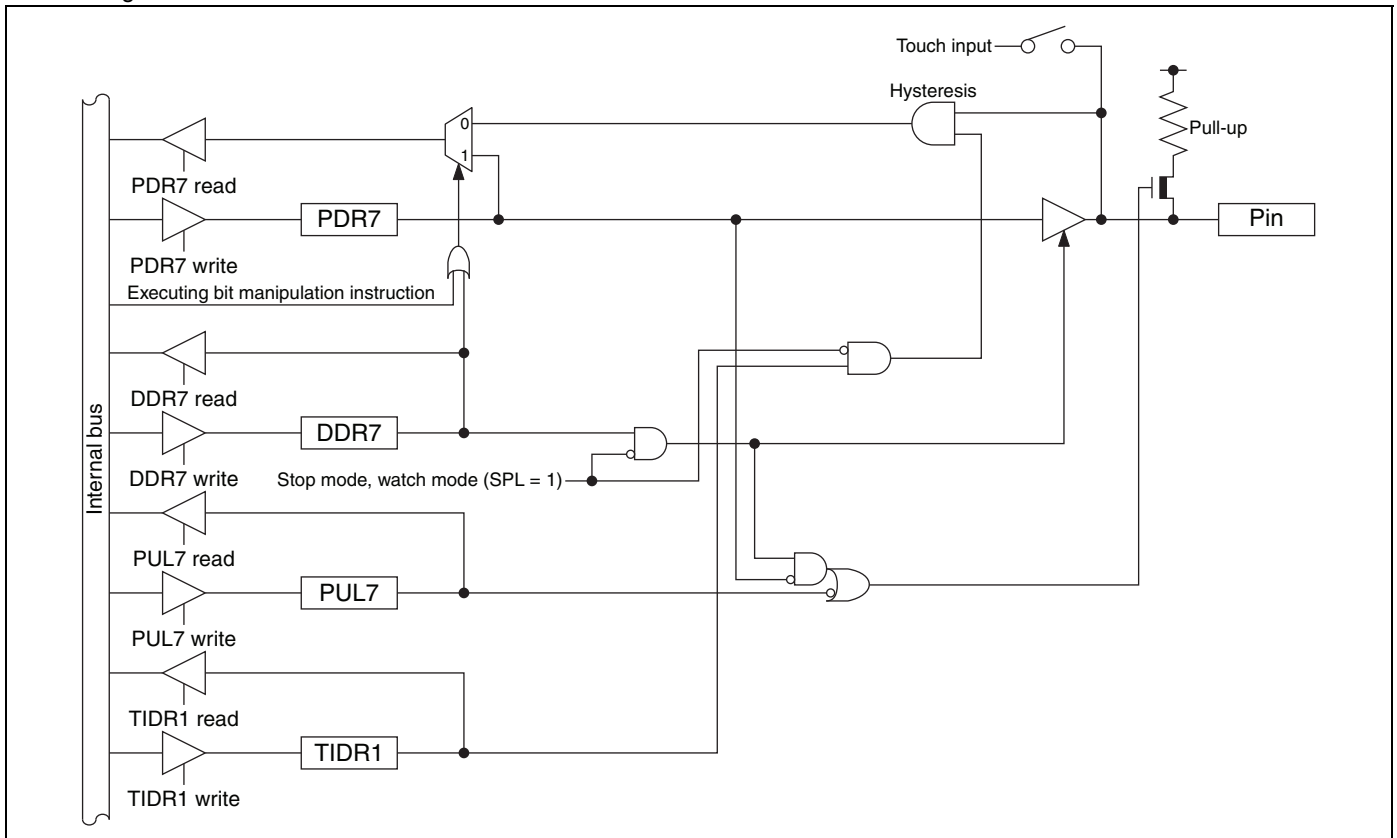 Touch input
Hysteresis
0
Pull-up
1
PDR7 read
PDR7
Pin
PDR7 write
Executing bit manipulation instruction
DDR7 read
Internal bus
DDR7
DDR7 write
Stop mode, watch mode (SPL = 1)
PUL7 read
PUL7
PUL7 write
TIDR1 read
TIDR1
TIDR1 write